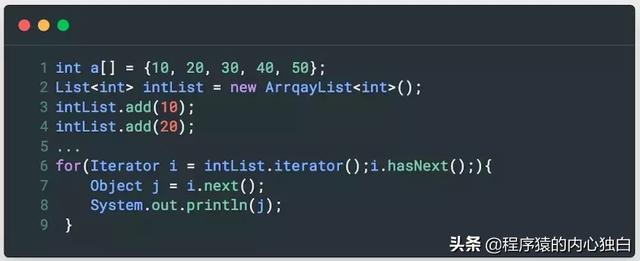 1 int a[] = {10, 20, 30, 40, 50};
2 List<int> intList = new ArrqayList<int>();
3 intList.add(10);
4 intList.add(20);
5 ...
6 for(Iterator i = intList.iterator();i.hasNext();){
7     Object j = i.next();
8     System.out.println(j);
9 }
头条 @程序猿的内心独白